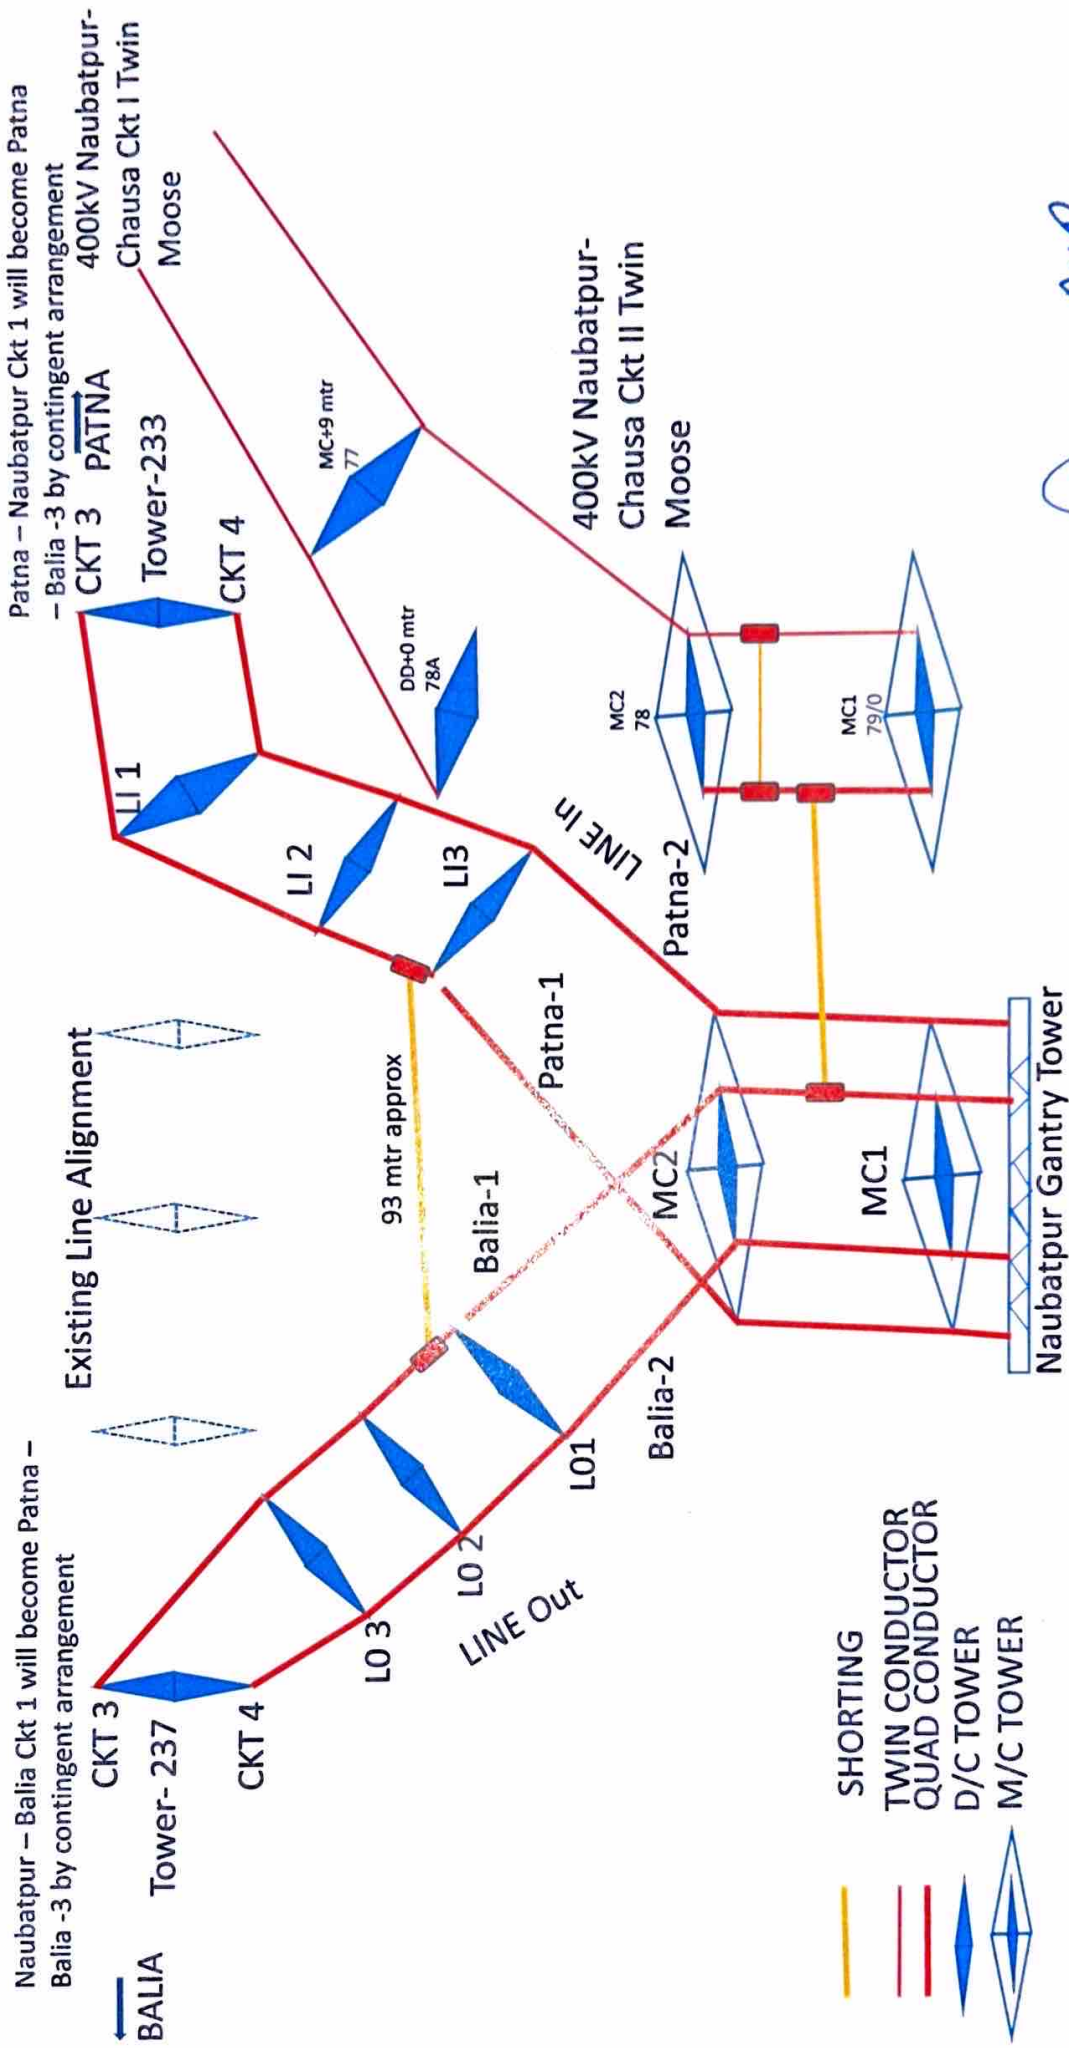 Naubatpur – Balia Ckt 1 will become Patna –
Balia -3 by contingent arrangement
BALIA
CKT 3
Tower- 237
CKT 4
Existing Line Alignment
Patna – Naubatpur Ckt 1 will become Patna
– Balia -3 by contingent arrangement
CKT 3
PATNA
Tower-233
CKT 4
400kV Naubatpur-
Chausa Ckt I Twin
Moose
LI 1
LI 2
LI3
MC+9 mtr
77
DD+0 mtr
78A
93 mtr approx
LO 3
LO 2
LO1
LINE Out
Balia-1
Balia-2
Patna-1
LINE In
Patna-2
400kV Naubatpur-
Chausa Ckt II Twin
Moose
MC2
78
MC1
79/0
MC2
MC1
Naubatpur Gantry Tower
SHORTING
TWIN CONDUCTOR
QUAD CONDUCTOR
D/C TOWER
M/C TOWER